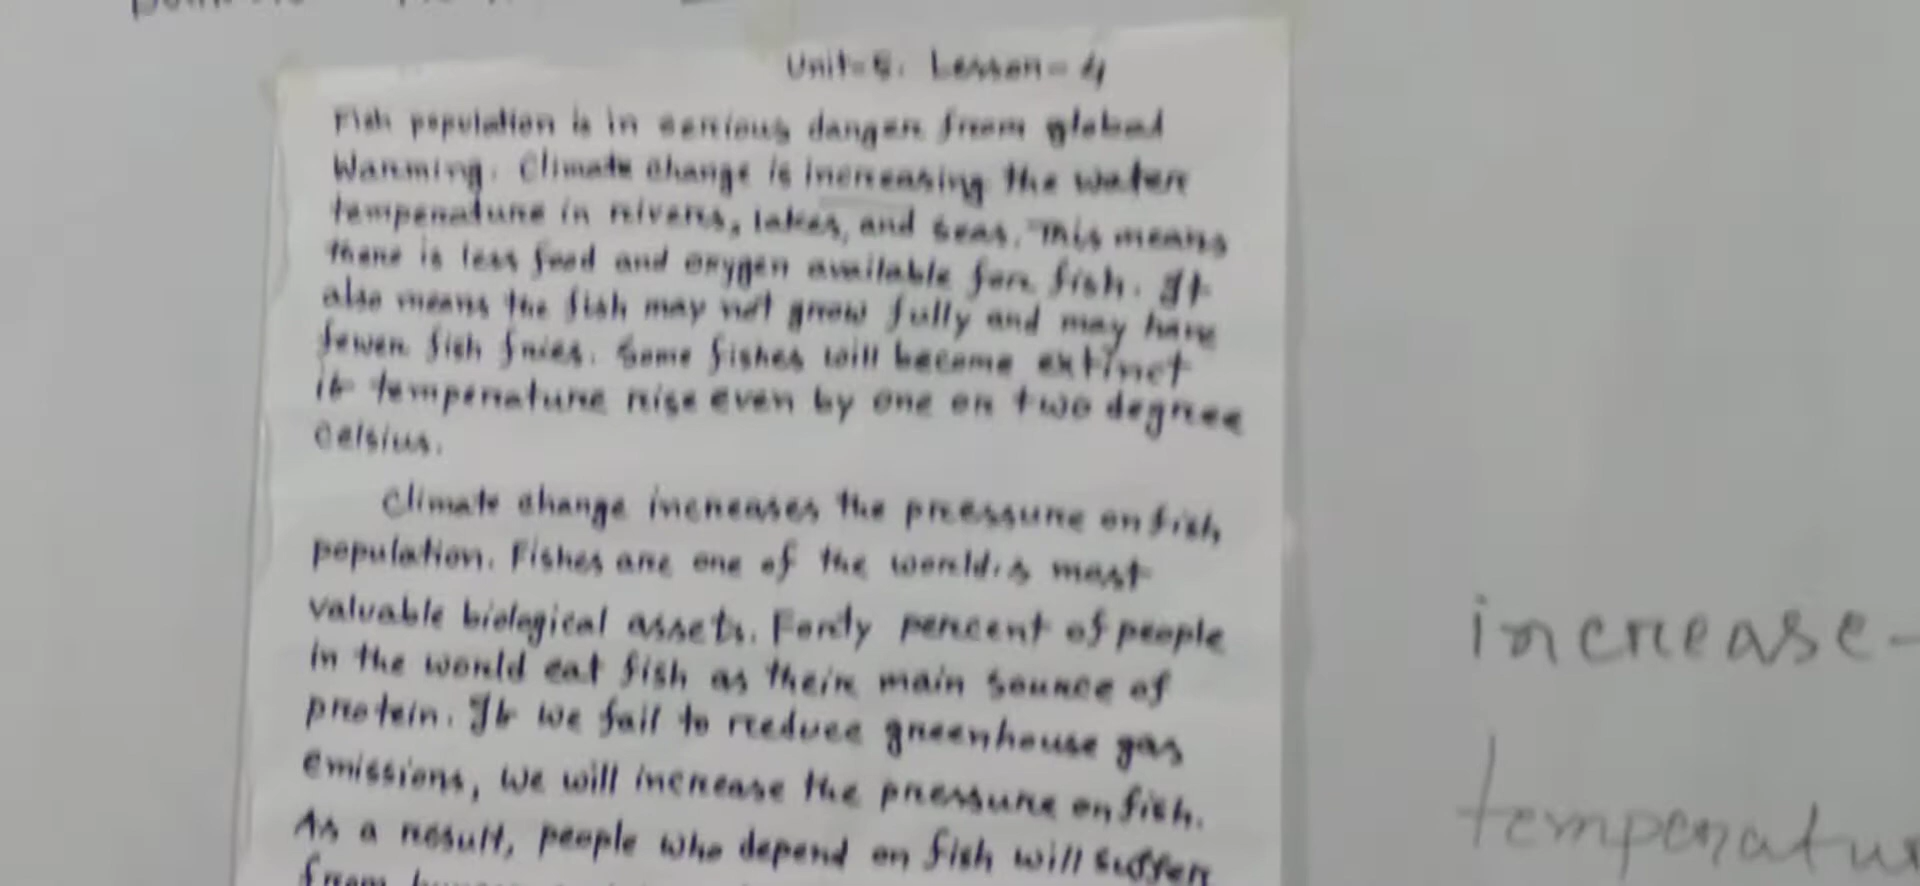 Unit-5. Lesson-4
Fish population is in serious danger from global
Warming. Climate change is increasing the water
temperature in rivers, lakes, and seas. This means
there is less food and oxygen available for fish. It
also means the fish may not grow fully and may have
fewer fish fries. Some fishes will become extinct
if temperature rise even by one or two degree
Celsius.
Climate change increases the pressure on fish
population. Fishes are one of the world's most
valuable biological assets. Forty percent of people
in the world eat fish as their main source of
protein. If we fail to reduce greenhouse gas
emissions, we will increase the pressure on fish.
As a result, people who depend on fish will suffer
from
increase-
temperatu